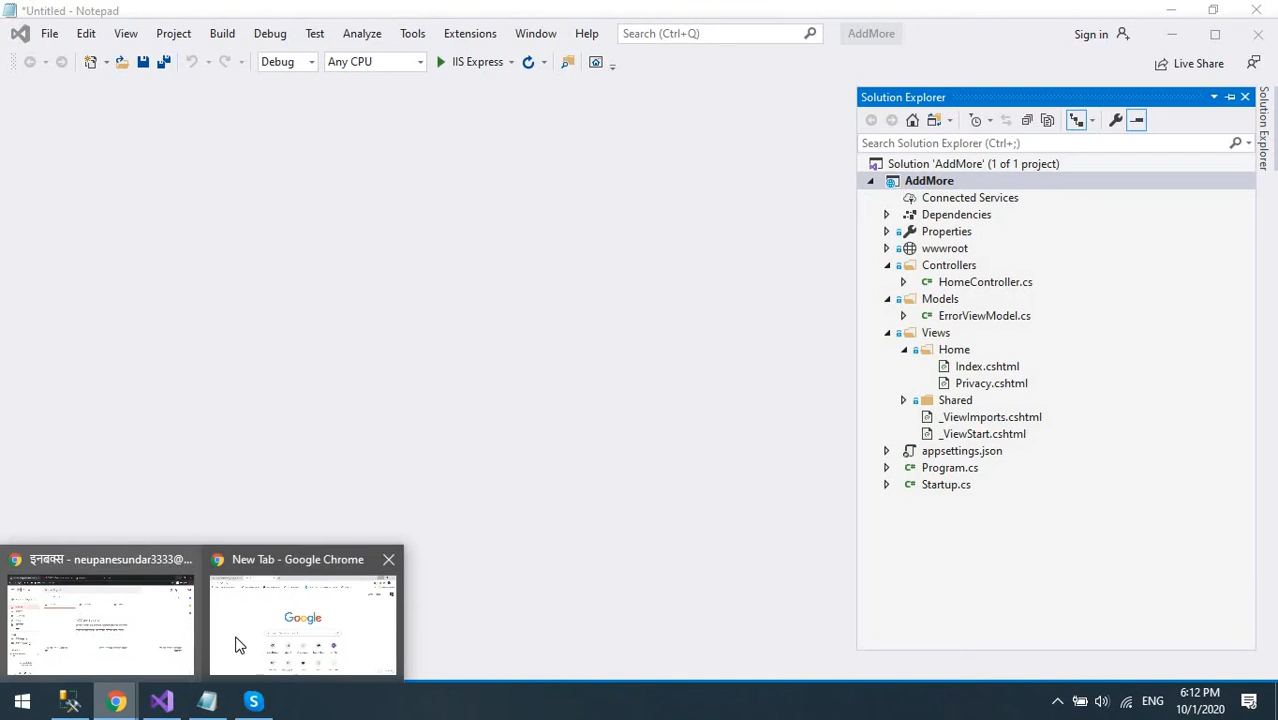 *Untitled - Notepad
File Edit View Project Build Debug Test Analyze Tools Extensions Window Help Search (Ctrl+Q) AddMore Sign in
Debug Any CPU IIS Express Live Share
Solution Explorer
Search Solution Explorer (Ctrl+;)
Solution 'AddMore' (1 of 1 project)
AddMore
Connected Services
Dependencies
Properties
wwwroot
Controllers
C# HomeController.cs
Models
C# ErrorViewModel.cs
Views
Home
Index.cshtml
Privacy.cshtml
Shared
_ViewImports.cshtml
_ViewStart.cshtml
appsettings.json
C# Program.cs
C# Startup.cs
Solution Explorer
इनबक्स - neupanesundar3333@...
New Tab - Google Chrome
Google
ENG
6:12 PM
10/1/2020